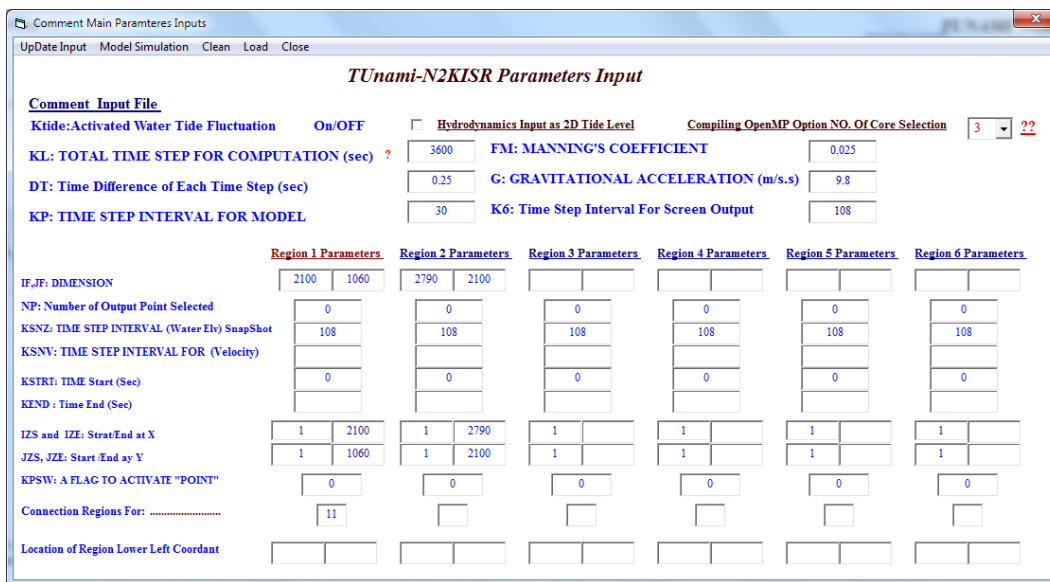 Comment Main Paramteres Inputs
UpDate Input Model Simulation Clean Load Close
TUnami-N2KISR Parameters Input
Comment Input File
Ktide:Activated Water Tide Fluctuation On/OFF Hydrodynamics Input as 2D Tide Level Compiling OpenMP Option NO. Of Core Selection 3 ??
KL: TOTAL TIME STEP FOR COMPUTATION (sec) ? 3600 FM: MANNING'S COEFFICIENT 0.025
DT: Time Difference of Each Time Step (sec) 0.25 G: GRAVITATIONAL ACCELERATION (m/s.s) 9.8
KP: TIME STEP INTERVAL FOR MODEL 30 K6: Time Step Interval For Screen Output 108
Region 1 Parameters Region 2 Parameters Region 3 Parameters Region 4 Parameters Region 5 Parameters Region 6 Parameters
IF,JF: DIMENSION 2100 1060 2790 2100
NP: Number of Output Point Selected 0 0 0 0 0 0
KSNZ: TIME STEP INTERVAL (Water Elv) SnapShot 108 108 108 108 108 108
KSNV: TIME STEP INTERVAL FOR (Velocity)
KSTRT: TIME Start (Sec) 0 0 0 0 0 0
KEND : Time End (Sec)
IZS and IZE: Strat/End at X 1 2100 1 2790 1 1 1 1
JZS, JZE: Start /End ay Y 1 1060 1 2100 1 1 1 1
KPSW: A FLAG TO ACTIVATE "POINT" 0 0 0 0 0 0
Connection Regions For: ......................... 11
Location of Region Lower Left Coordant